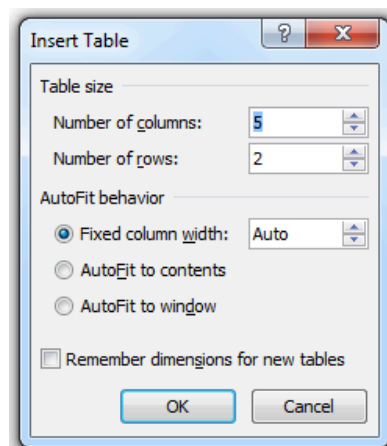 Insert Table
Table size
Number of columns: 5
Number of rows: 2
AutoFit behavior
Fixed column width: Auto
AutoFit to contents
AutoFit to window
Remember dimensions for new tables
OK Cancel